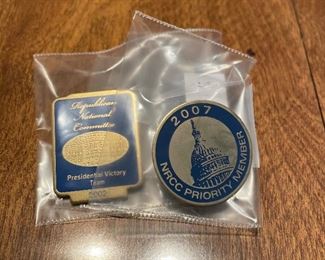 Republican
National
Committee
Presidential Victory
Team
2007
NRCC PRIORITY MEMBER